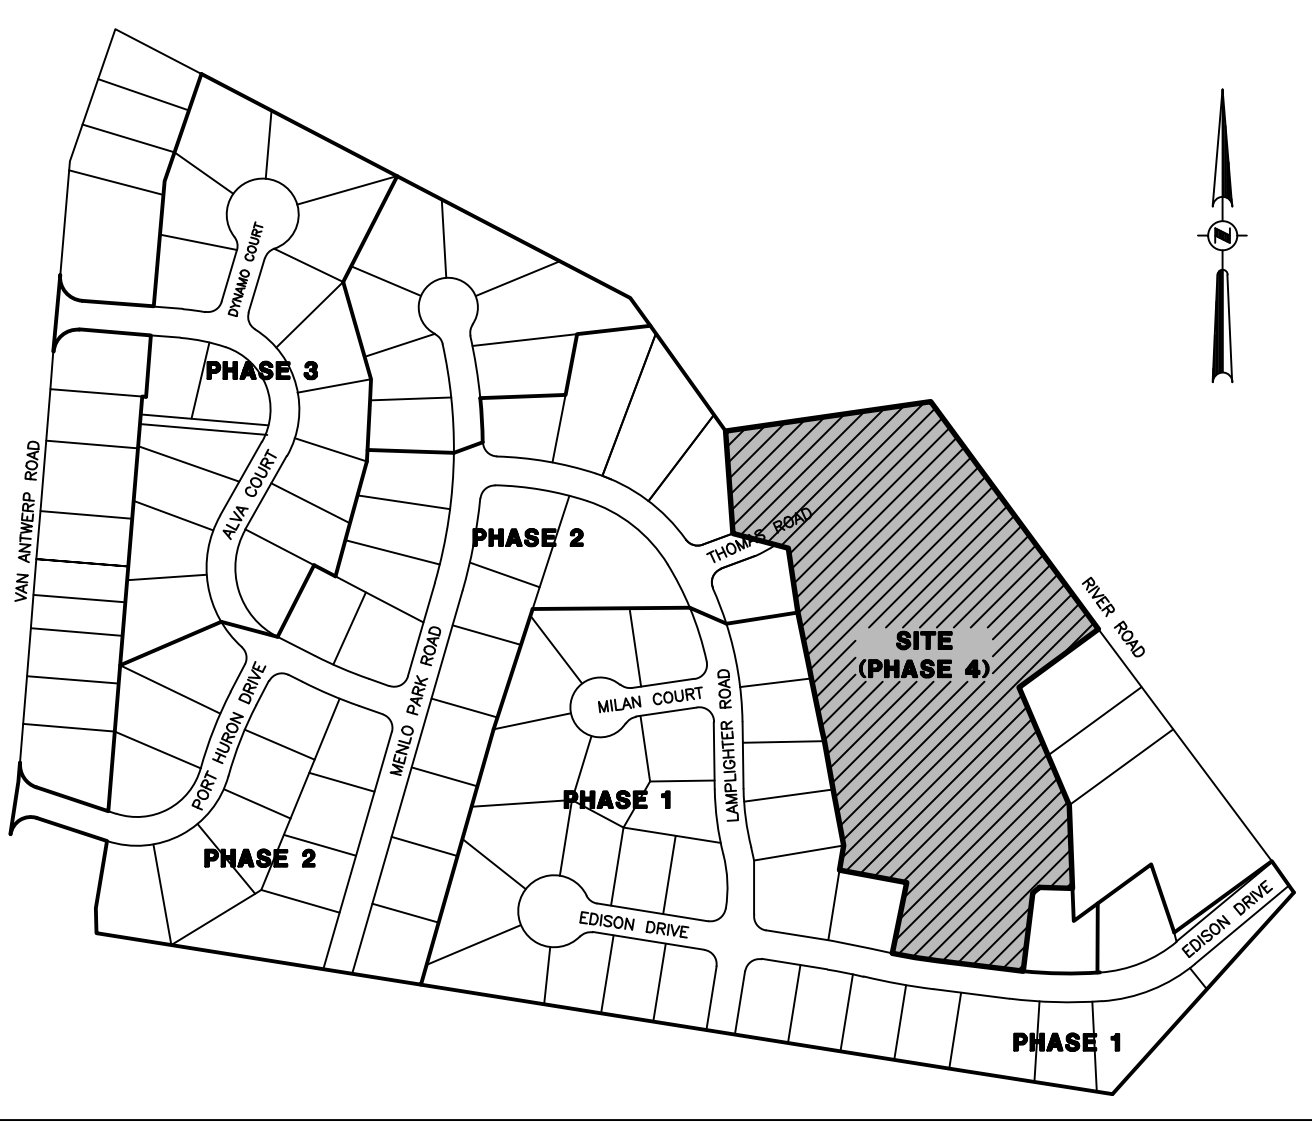 DYNAMO COURT
PHASE 3
VAN ANTWERP ROAD
ALVA COURT
PHASE 2
THOMAS ROAD
RIVER ROAD
SITE
(PHASE 4)
PORT HURON DRIVE
MENLO PARK ROAD
MILAN COURT
LAMPLIGHTER ROAD
PHASE 1
PHASE 2
EDISON DRIVE
EDISON DRIVE
PHASE 1